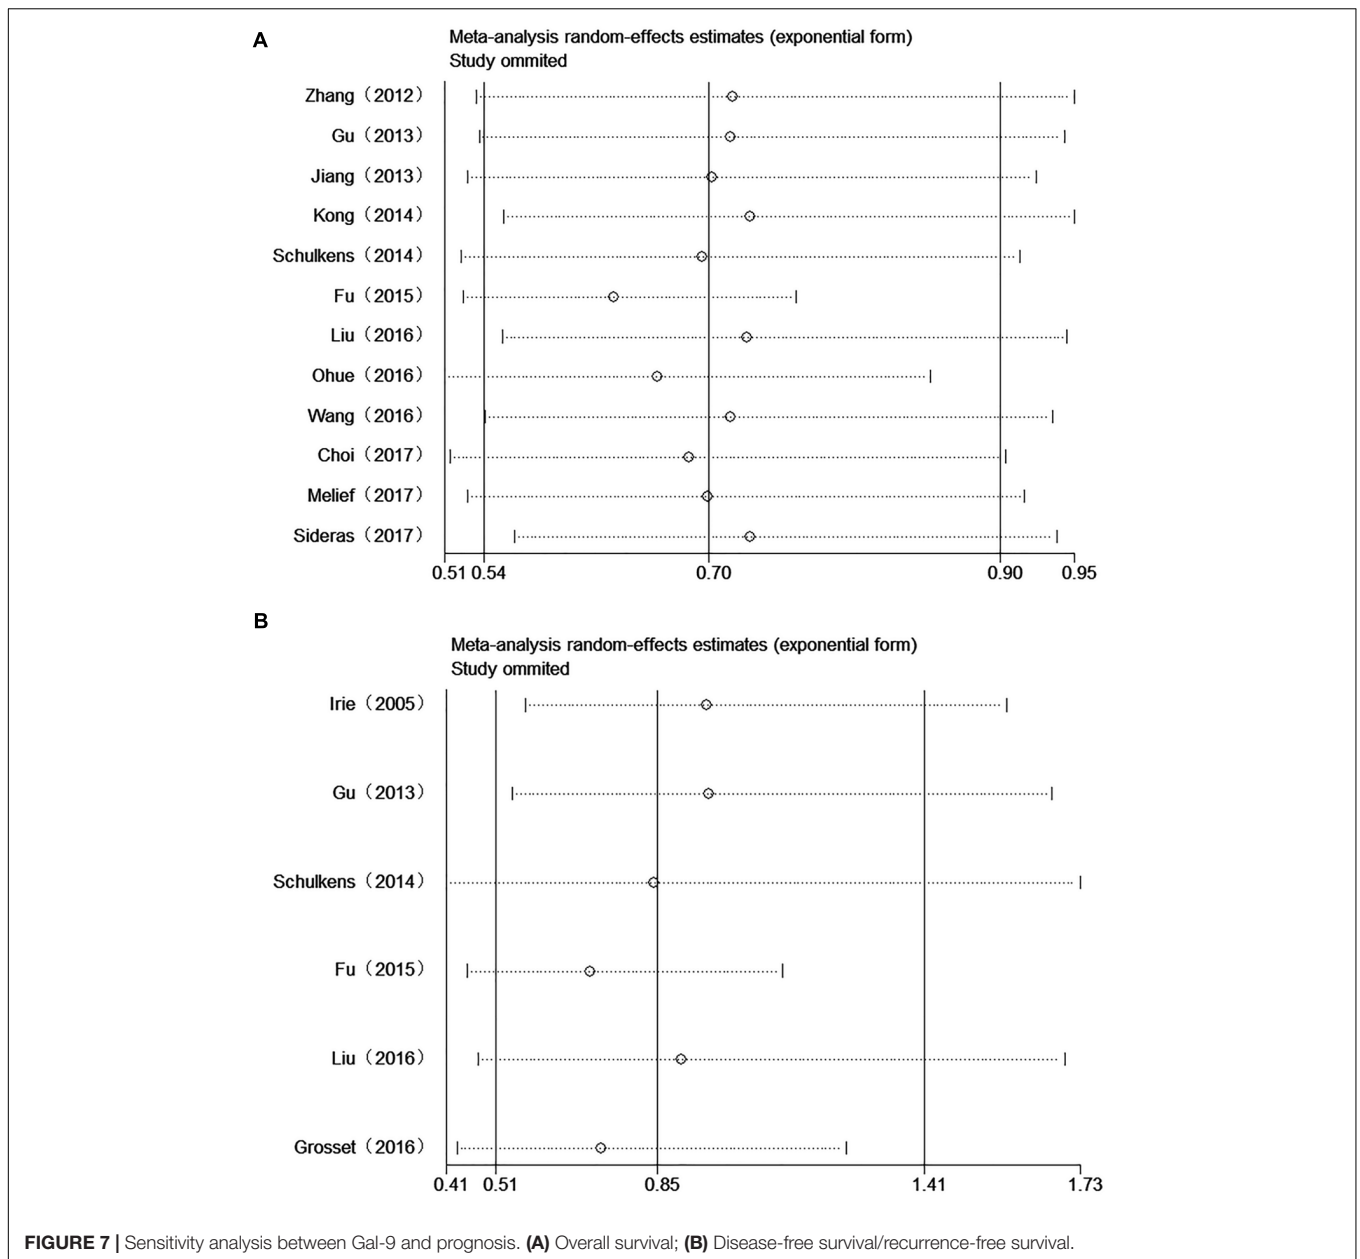 A
Meta-analysis random-effects estimates (exponential form)
Study ommited
Zhang（2012）
Gu（2013）
Jiang（2013）
Kong（2014）
Schulkens（2014）
Fu（2015）
Liu（2016）
Ohue（2016）
Wang（2016）
Choi（2017）
Melief（2017）
Sideras（2017）
0.51 0.54 0.70 0.90 0.95
B
Meta-analysis random-effects estimates (exponential form)
Study ommited
Irie（2005）
Gu（2013）
Schulkens（2014）
Fu（2015）
Liu（2016）
Grosset（2016）
0.41 0.51 0.85 1.41 1.73
FIGURE 7 | Sensitivity analysis between Gal-9 and prognosis. (A) Overall survival; (B) Disease-free survival/recurrence-free survival.